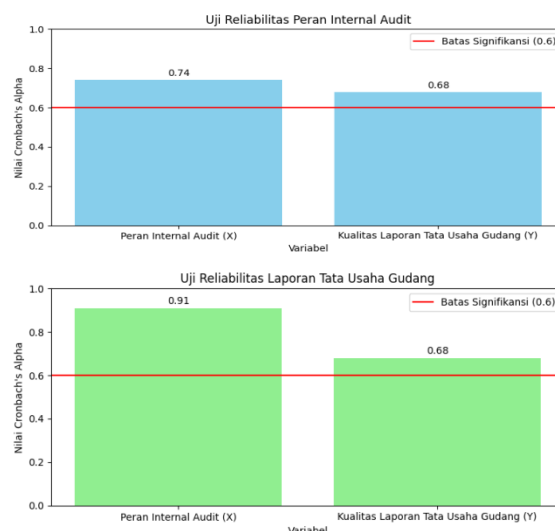 Uji Reliabilitas Peran Internal Audit
1.0
0.8
0.6
0.4
0.2
0.0
Nilai Cronbach's Alpha
Batas Signifikansi (0.6)
0.74
0.68
Peran Internal Audit (X)
Kualitas Laporan Tata Usaha Gudang (Y)
Variabel
Uji Reliabilitas Laporan Tata Usaha Gudang
1.0
0.8
0.6
0.4
0.2
0.0
Nilai Cronbach's Alpha
Batas Signifikansi (0.6)
0.91
0.68
Peran Internal Audit (X)
Kualitas Laporan Tata Usaha Gudang (Y)
Variabel